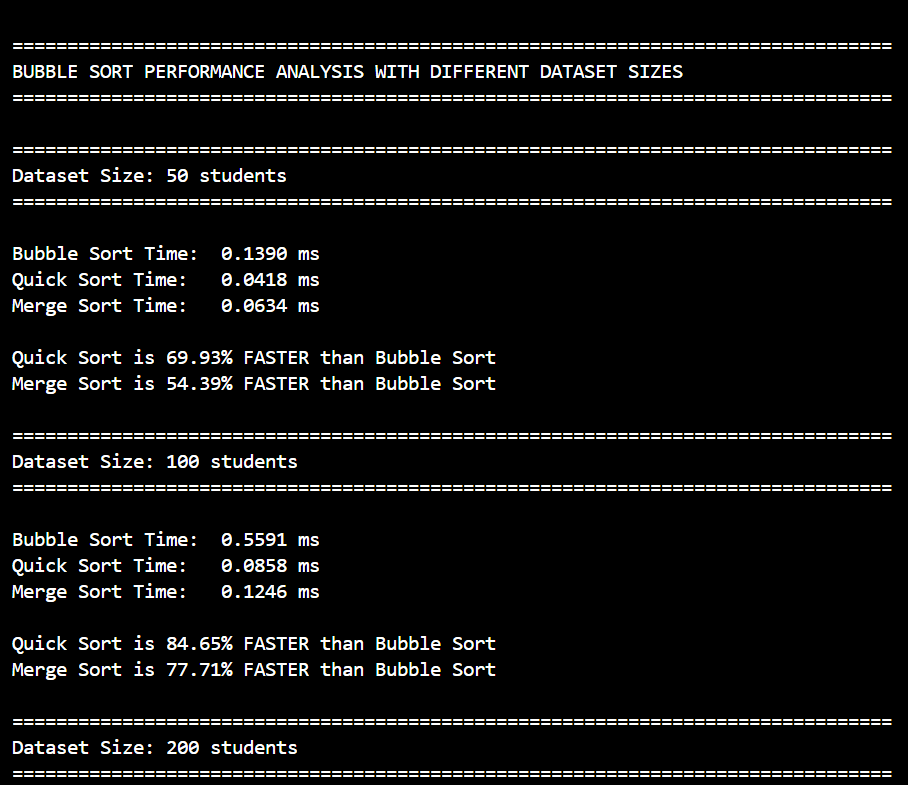 ================================================================================
BUBBLE SORT PERFORMANCE ANALYSIS WITH DIFFERENT DATASET SIZES
================================================================================
================================================================================
Dataset Size: 50 students
================================================================================
Bubble Sort Time:  0.1390 ms
Quick Sort Time:   0.0418 ms
Merge Sort Time:   0.0634 ms
Quick Sort is 69.93% FASTER than Bubble Sort
Merge Sort is 54.39% FASTER than Bubble Sort
================================================================================
Dataset Size: 100 students
================================================================================
Bubble Sort Time:  0.5591 ms
Quick Sort Time:   0.0858 ms
Merge Sort Time:   0.1246 ms
Quick Sort is 84.65% FASTER than Bubble Sort
Merge Sort is 77.71% FASTER than Bubble Sort
================================================================================
Dataset Size: 200 students
================================================================================